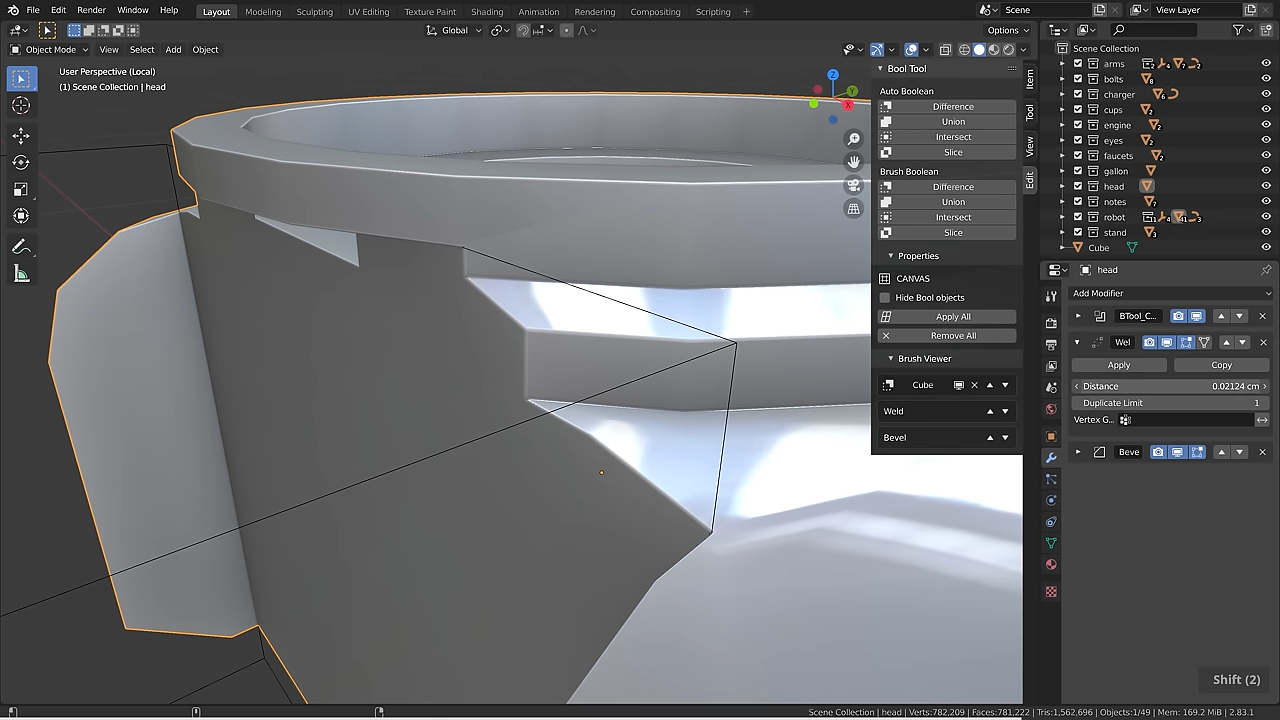 File Edit Render Window Help Layout Modeling Sculpting UV Editing Texture Paint Shading Animation Rendering Compositing Scripting + Scene View Layer
Global Options
Object Mode View Select Add Object
User Perspective (Local)
(1) Scene Collection | head
Z
Y
X
Bool Tool
Auto Boolean
Difference
Union
Intersect
Slice
Brush Boolean
Difference
Union
Intersect
Slice
Properties
CANVAS
Hide Bool objects
Apply All
Remove All
Brush Viewer
Cube
Weld
Bevel
Item
Tool
View
Edit
Scene Collection
arms
bolts
charger
cups
engine
eyes
faucets
gallon
head
notes
robot
stand
Cube
head
Add Modifier
BTool_C...
Wel
Apply Copy
Distance 0.02124 cm
Duplicate Limit 1
Vertex G...
Beve
Shift (2)
Scene Collection | head | Verts:782,209 | Faces:781,222 | Tris:1,562,696 | Objects:1/49 | Mem: 169.2 MiB | 2.83.1